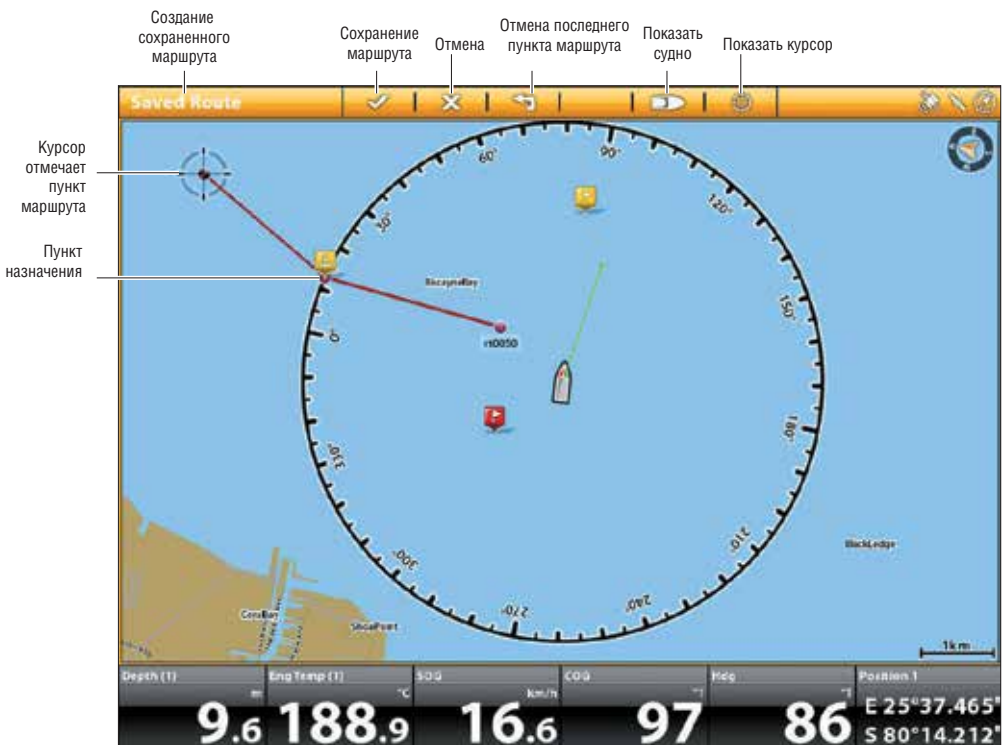 Создание
сохраненного
маршрута
Сохранение
маршрута
Отмена
Отмена последнего
пункта маршрута
Показать
судно
Показать курсор
Saved Route
Курсор
отмечает
пункт
маршрута
Пункт
назначения
60°
90°
120°
30°
150°
0°
BiscayneBay
rt0050
180°
330°
210°
300°
BlackLedge
270°
240°
CoralBay
ShoalPoint
1km
Depth (1)
m
9.6
Eng Temp (1)
°C
188.9
SOG
km/h
16.6
COG
°T
97
Hdg
°T
86
Position 1
E 25°37.465'
S 80°14.212'